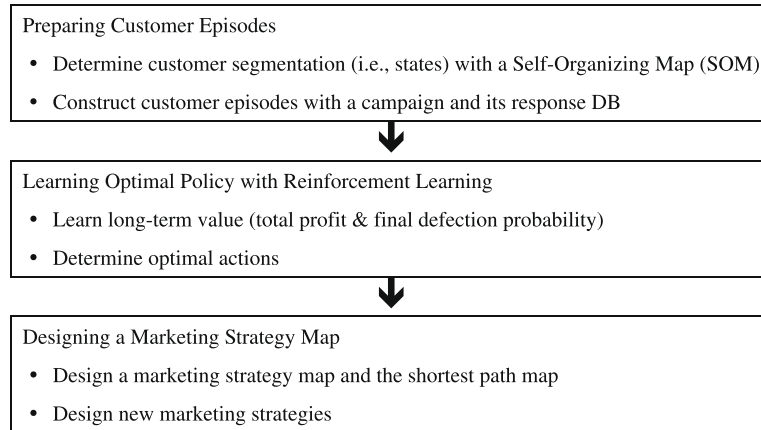 Preparing Customer Episodes
• Determine customer segmentation (i.e., states) with a Self-Organizing Map (SOM)
• Construct customer episodes with a campaign and its response DB
Learning Optimal Policy with Reinforcement Learning
• Learn long-term value (total profit & final defection probability)
• Determine optimal actions
Designing a Marketing Strategy Map
• Design a marketing strategy map and the shortest path map
• Design new marketing strategies